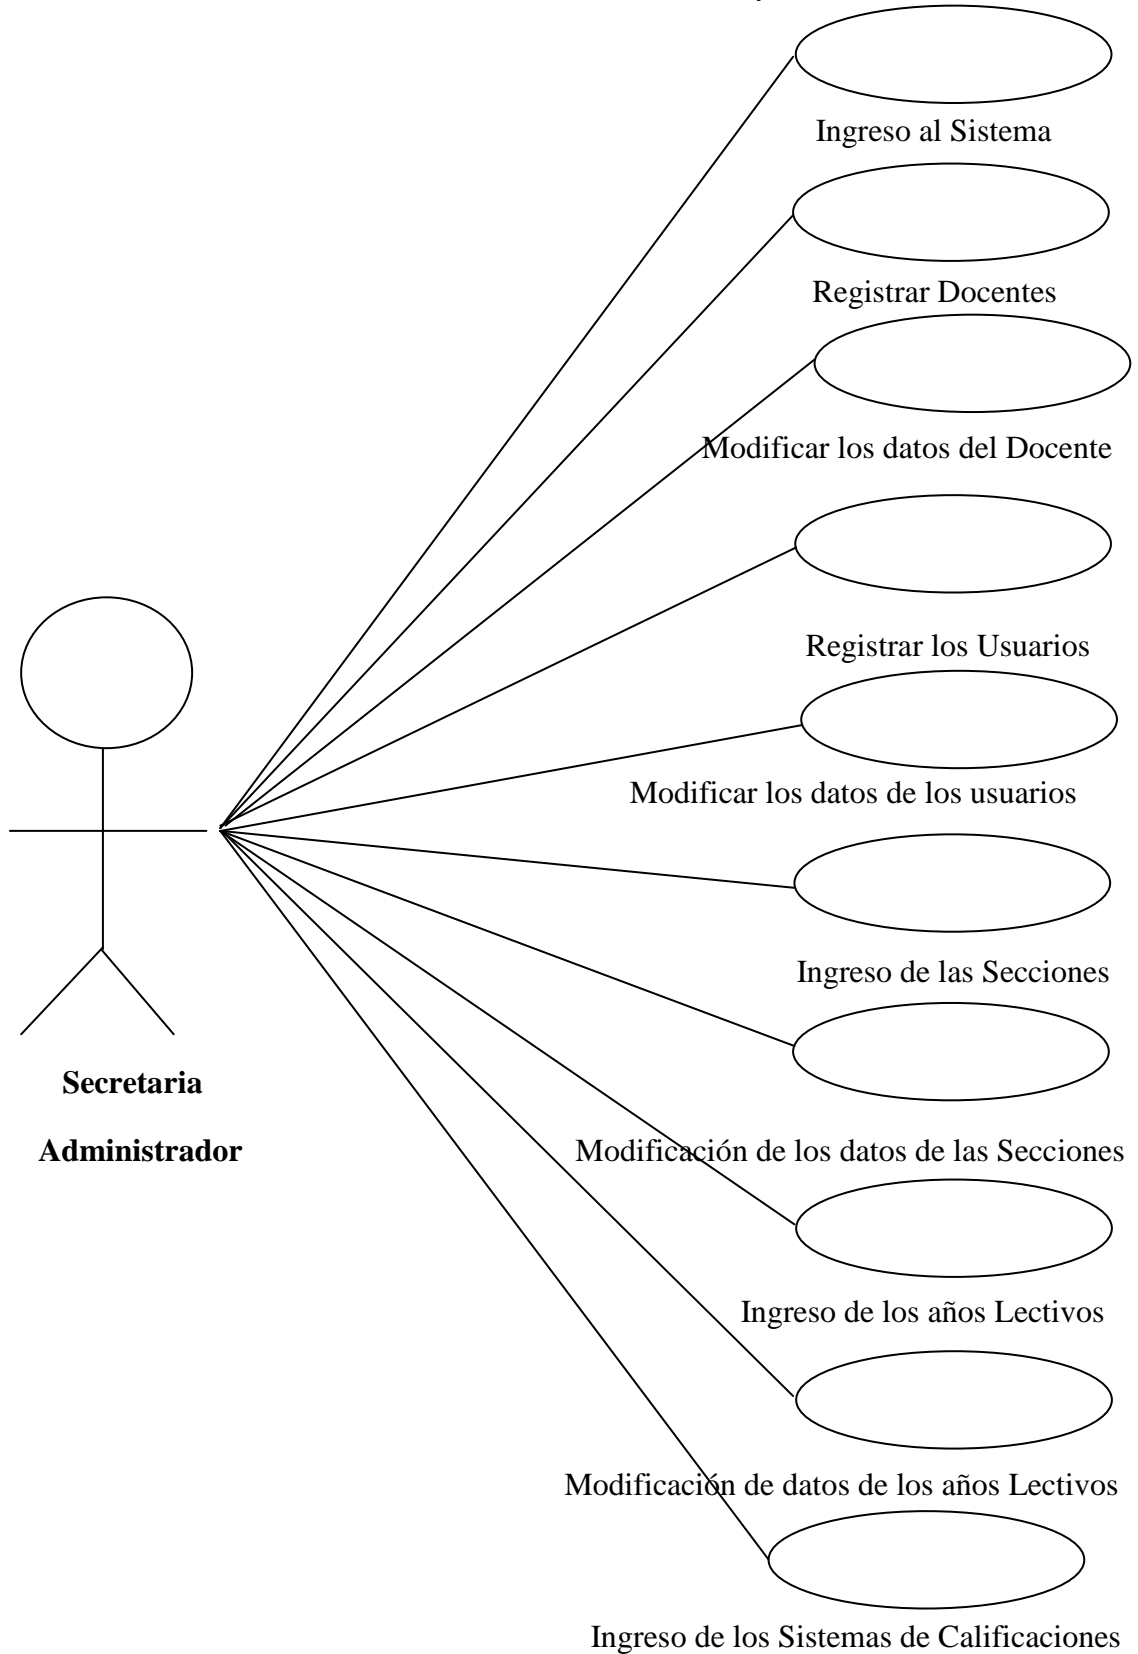 Ingreso al Sistema
Registrar Docentes
Modificar los datos del Docente
Registrar los Usuarios
Modificar los datos de los usuarios
Ingreso de las Secciones
Secretaria
Administrador
Modificación de los datos de las Secciones
Ingreso de los años Lectivos
Modificación de datos de los años Lectivos
Ingreso de los Sistemas de Calificaciones